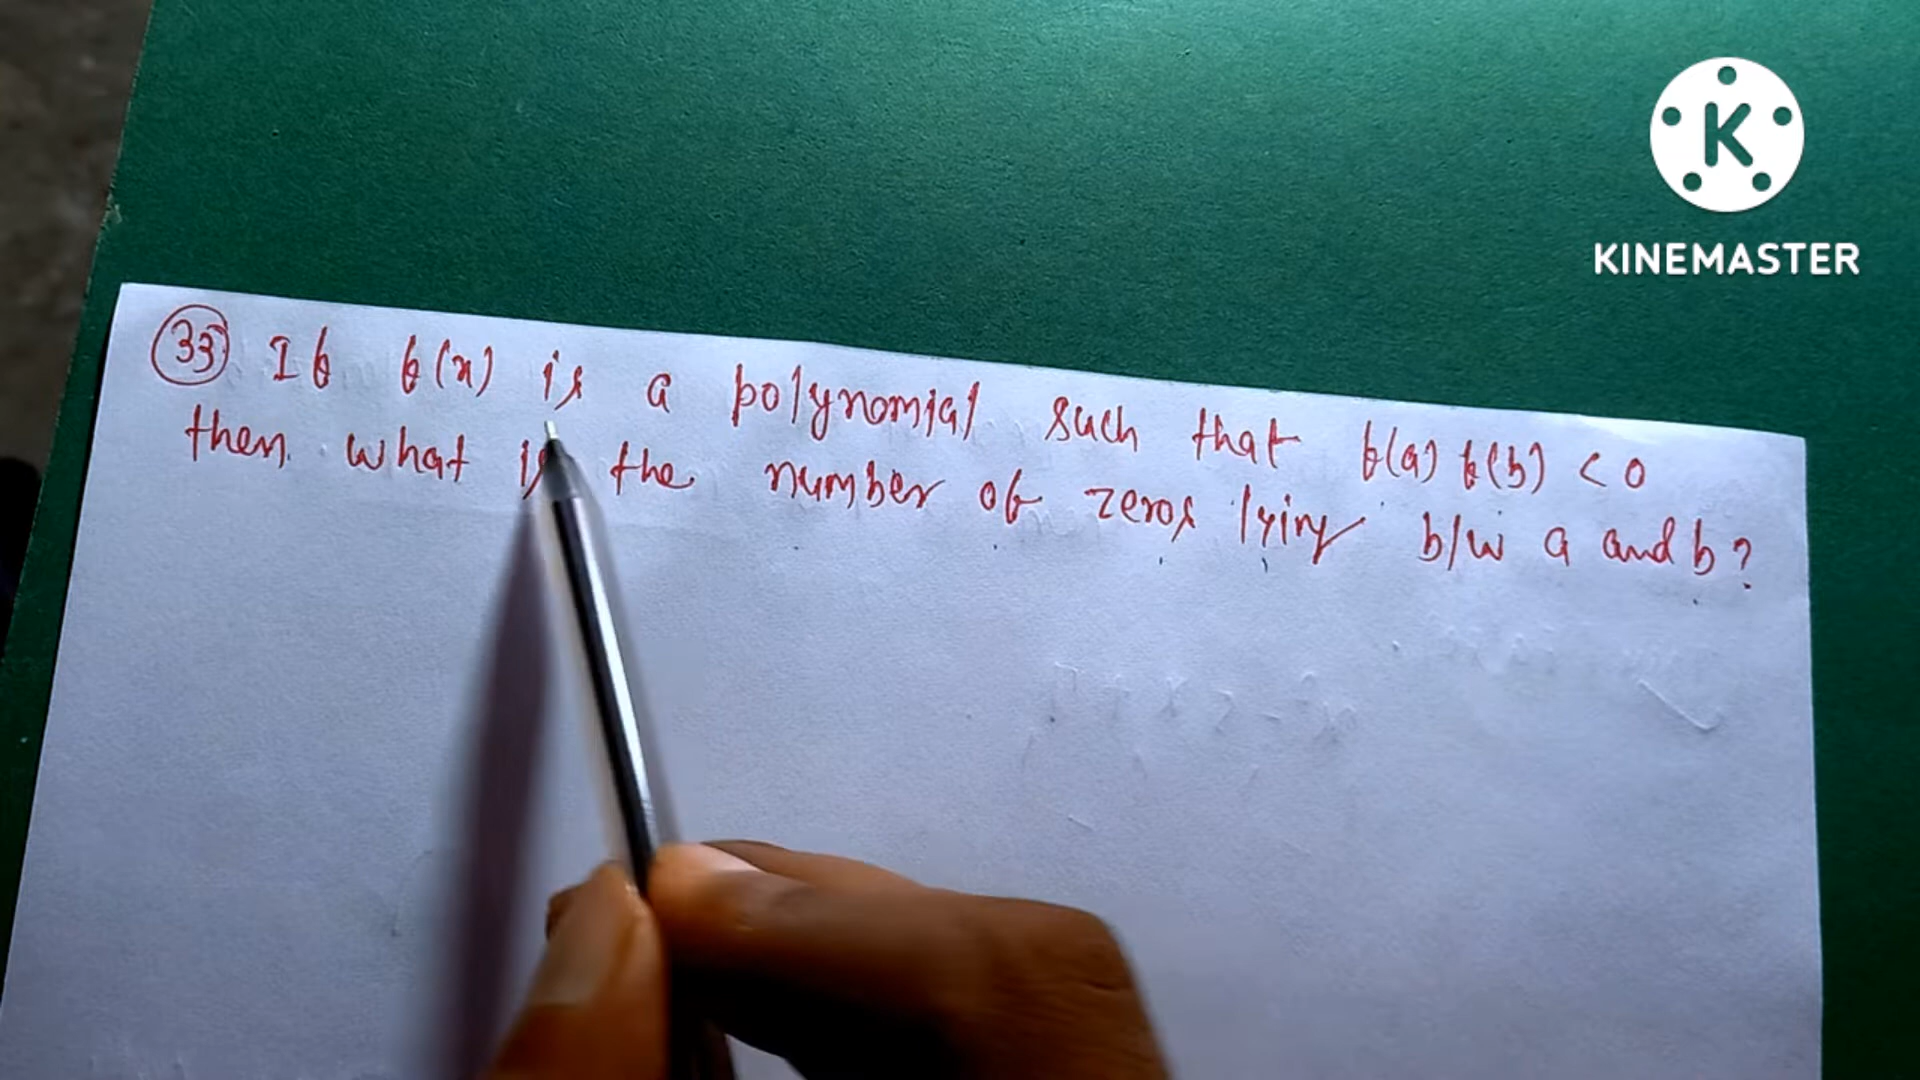 KINEMASTER
33 If f(x) is a polynomial such that f(a) f(b) < 0
then what is the number of zeros lying b/w a and b?